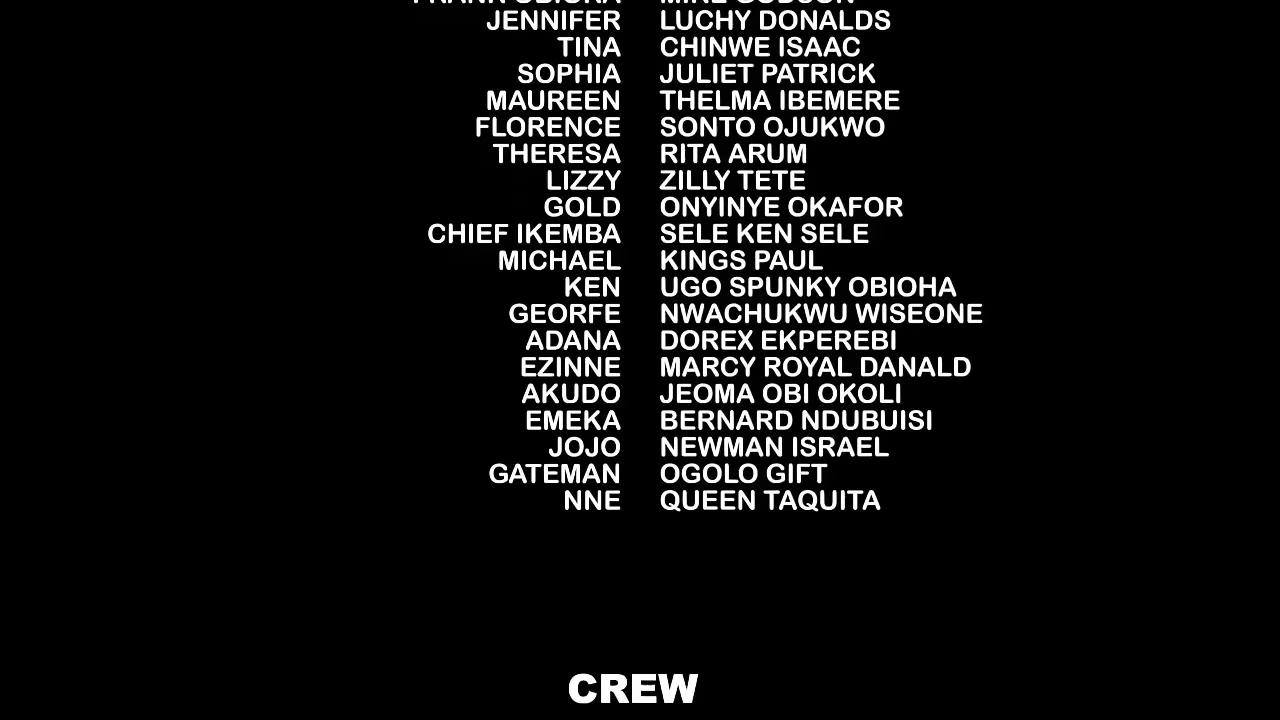 JENNIFER LUCHY DONALDS
TINA CHINWE ISAAC
SOPHIA JULIET PATRICK
MAUREEN THELMA IBEMERE
FLORENCE SONTO OJUKWO
THERESA RITA ARUM
LIZZY ZILLY TETE
GOLD ONYINYE OKAFOR
CHIEF IKEMBA SELE KEN SELE
MICHAEL KINGS PAUL
KEN UGO SPUNKY OBIOHA
GEORFE NWACHUKWU WISEONE
ADANA DOREX EKPEREBI
EZINNE MARCY ROYAL DANALD
AKUDO JEOMA OBI OKOLI
EMEKA BERNARD NDUBUISI
JOJO NEWMAN ISRAEL
GATEMAN OGOLO GIFT
NNE QUEEN TAQUITA
CREW